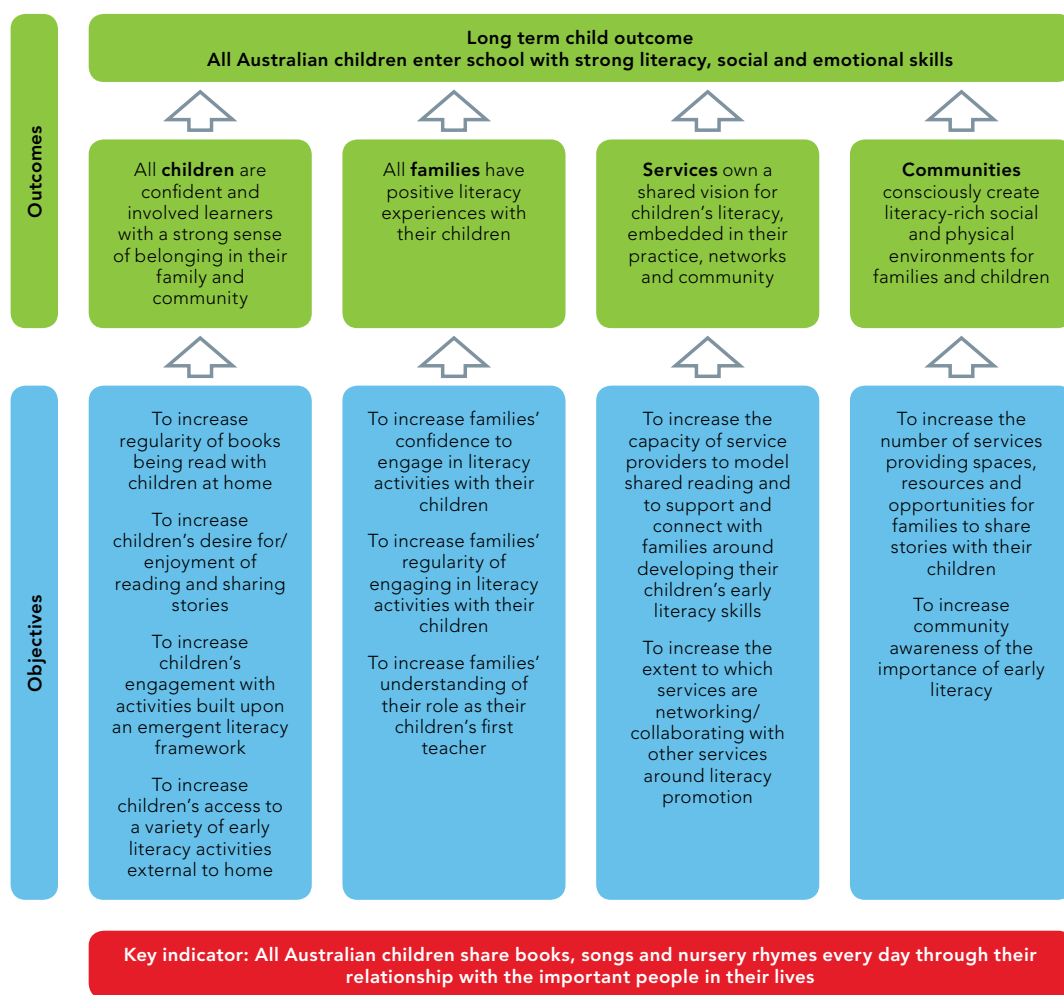 Long term child outcome
All Australian children enter school with strong literacy, social and emotional skills
Outcomes
All children are
confident and
involved learners
with a strong sense
of belonging in their
family and
community
All families have
positive literacy
experiences with
their children
Services own a
shared vision for
children’s literacy,
embedded in their
practice, networks
and community
Communities
consciously create
literacy-rich social
and physical
environments for
families and children
Objectives
To increase
regularity of books
being read with
children at home
To increase
children’s desire for/
enjoyment of
reading and sharing
stories
To increase
children’s
engagement with
activities built upon
an emergent literacy
framework
To increase
children’s access to
a variety of early
literacy activities
external to home
To increase families’
confidence to
engage in literacy
activities with their
children
To increase families’
regularity of
engaging in literacy
activities with their
children
To increase families’
understanding of
their role as their
children’s first
teacher
To increase the
capacity of service
providers to model
shared reading and
to support and
connect with
families around
developing their
children’s early
literacy skills
To increase the
extent to which
services are
networking/
collaborating with
other services
around literacy
promotion
To increase the
number of services
providing spaces,
resources and
opportunities for
families to share
stories with their
children
To increase
community
awareness of the
importance of early
literacy
Key indicator: All Australian children share books, songs and nursery rhymes every day through their
relationship with the important people in their lives